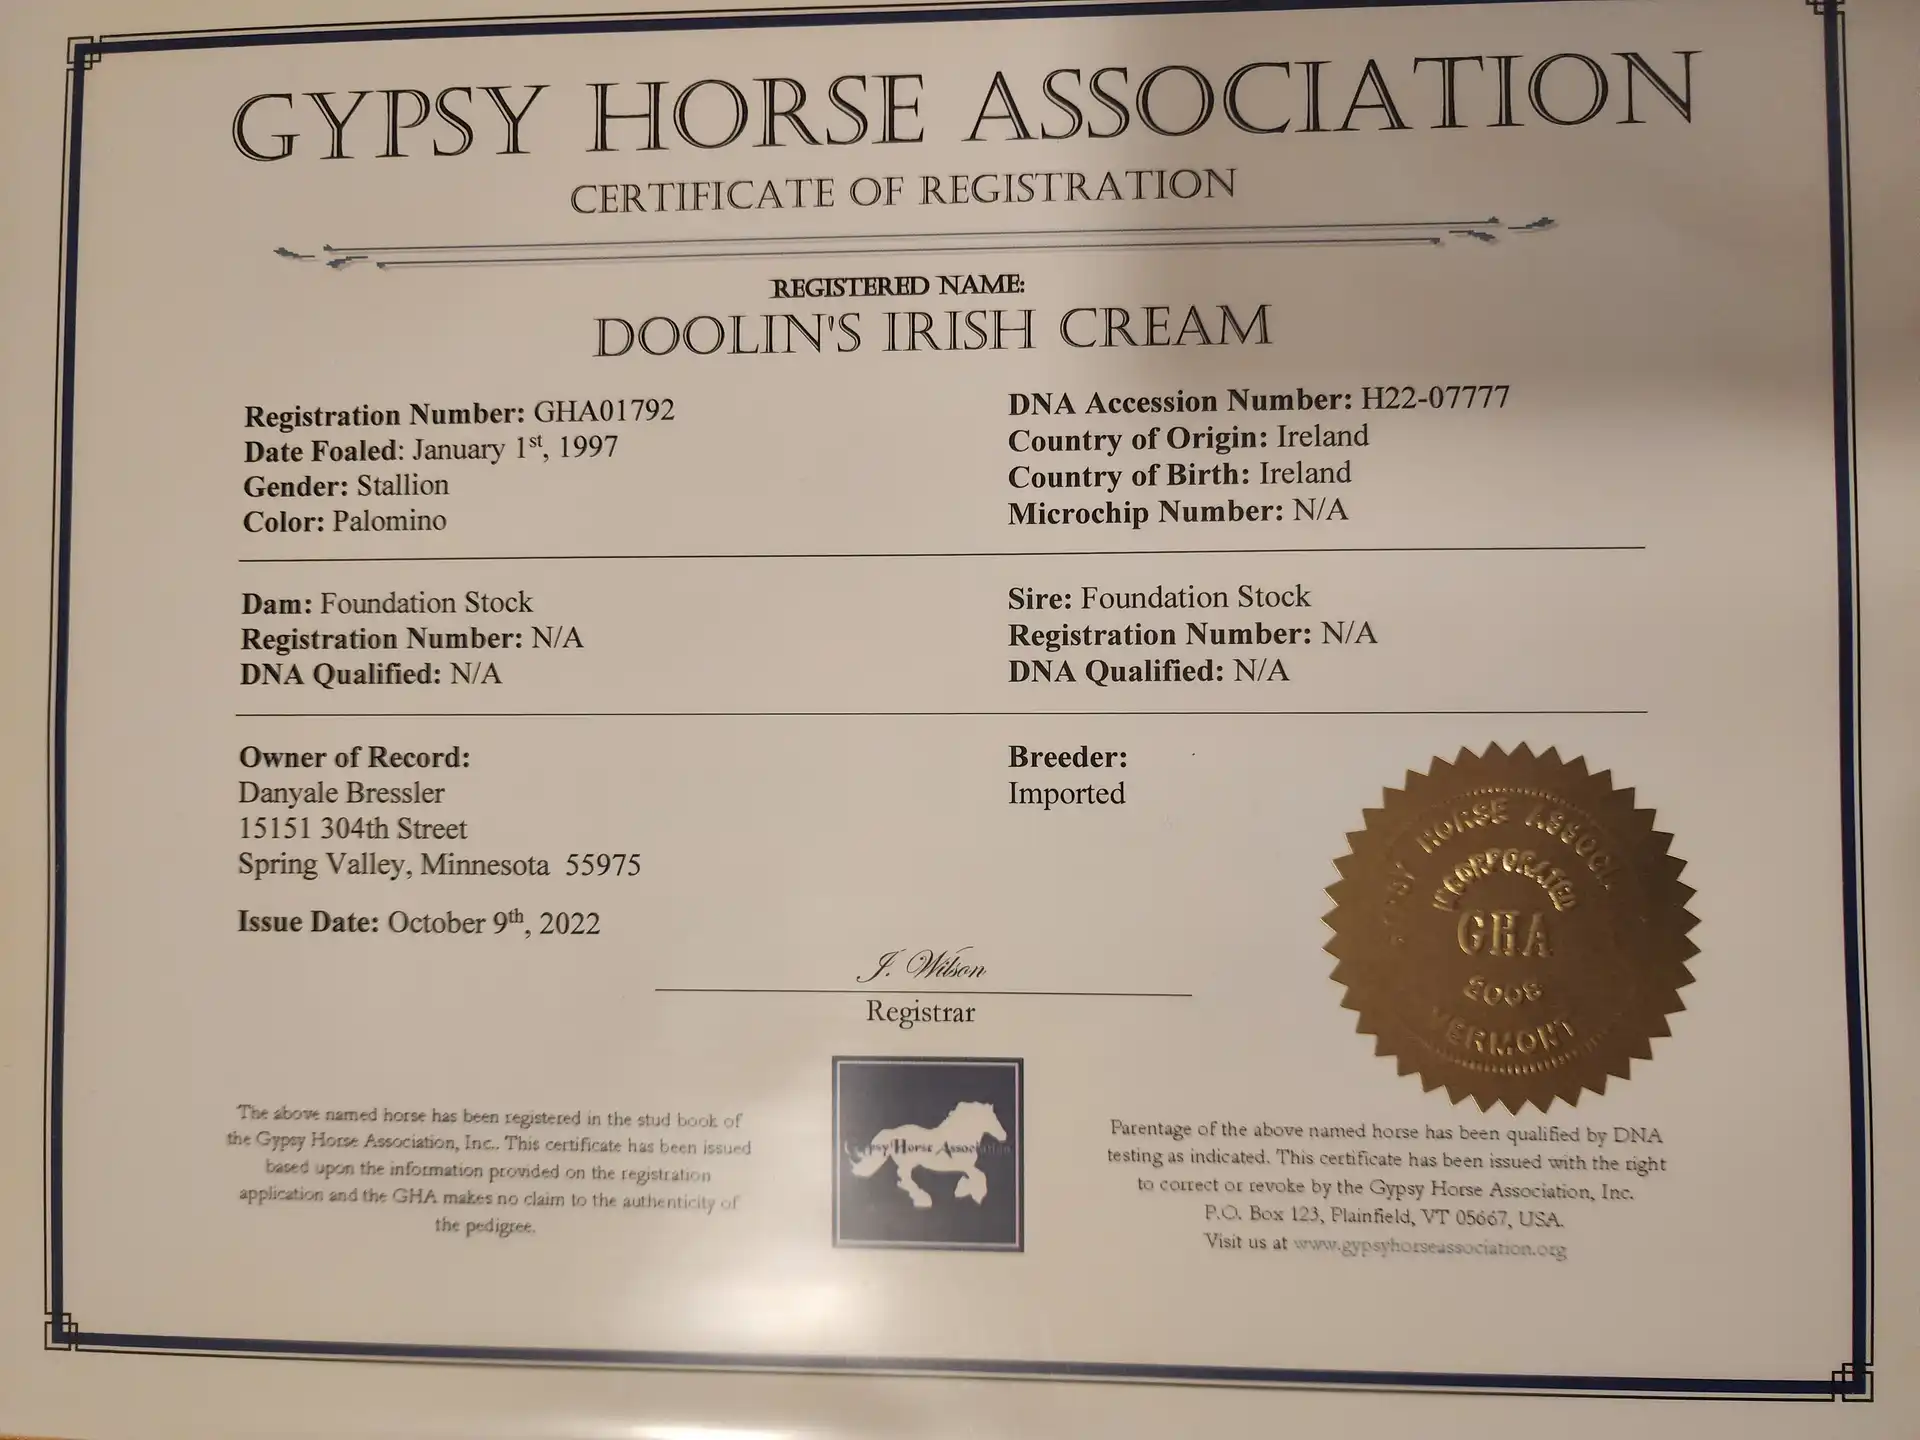 GYPSY HORSE ASSOCIATION
CERTIFICATE OF REGISTRATION
REGISTERED NAME:
DOOLIN'S IRISH CREAM
Registration Number: GHA01792
Date Foaled: January 1st, 1997
Gender: Stallion
Color: Palomino
DNA Accession Number: H22-07777
Country of Origin: Ireland
Country of Birth: Ireland
Microchip Number: N/A
Dam: Foundation Stock
Registration Number: N/A
DNA Qualified: N/A
Sire: Foundation Stock
Registration Number: N/A
DNA Qualified: N/A
Owner of Record:
Danyale Bressler
15151 304th Street
Spring Valley, Minnesota 55975
Issue Date: October 9th, 2022
Breeder:
Imported
HORSE
INCORPORATED
GHA
VERMONT
J. Wilson
Registrar
The above named horse has been registered in the stud book of
the Gypsy Horse Association, Inc.. This certificate has been issued
based upon the information provided on the registration
application and the GHA makes no claim to the authenticity of
the pedigree.
Gypsy Horse Association
Parentage of the above named horse has been qualified by DNA
testing as indicated. This certificate has been issued with the right
to correct or revoke by the Gypsy Horse Association, Inc.
P.O. Box 123, Plainfield, VT 05667, USA.
Visit us at www.gypsyhorseassociation.org